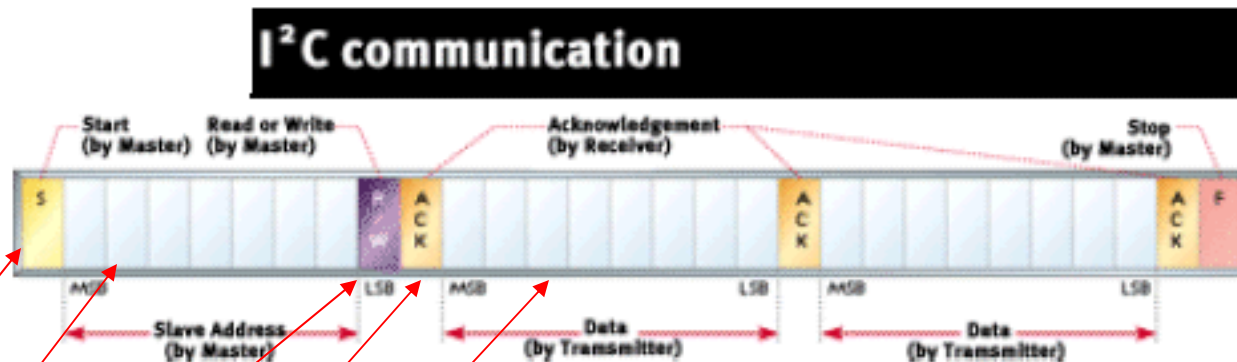 I²C communication
Start
(by Master)
Read or Write
(by Master)
Acknowledgement
(by Receiver)
Stop
(by Master)
S
R
W
A
C
K
A
C
K
A
C
K
MSB
LSB
MSB
LSB
MSB
LSB
Slave Address
(by Master)
Data
(by Transmitter)
Data
(by Transmitter)